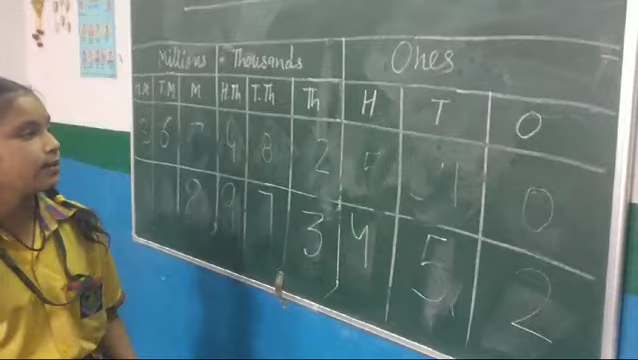 Millions Thousands Ones
T.M M H.Th T.Th Th H T O
3 6 7 9 8 2 0
8, 9 7 3, 4 5 2